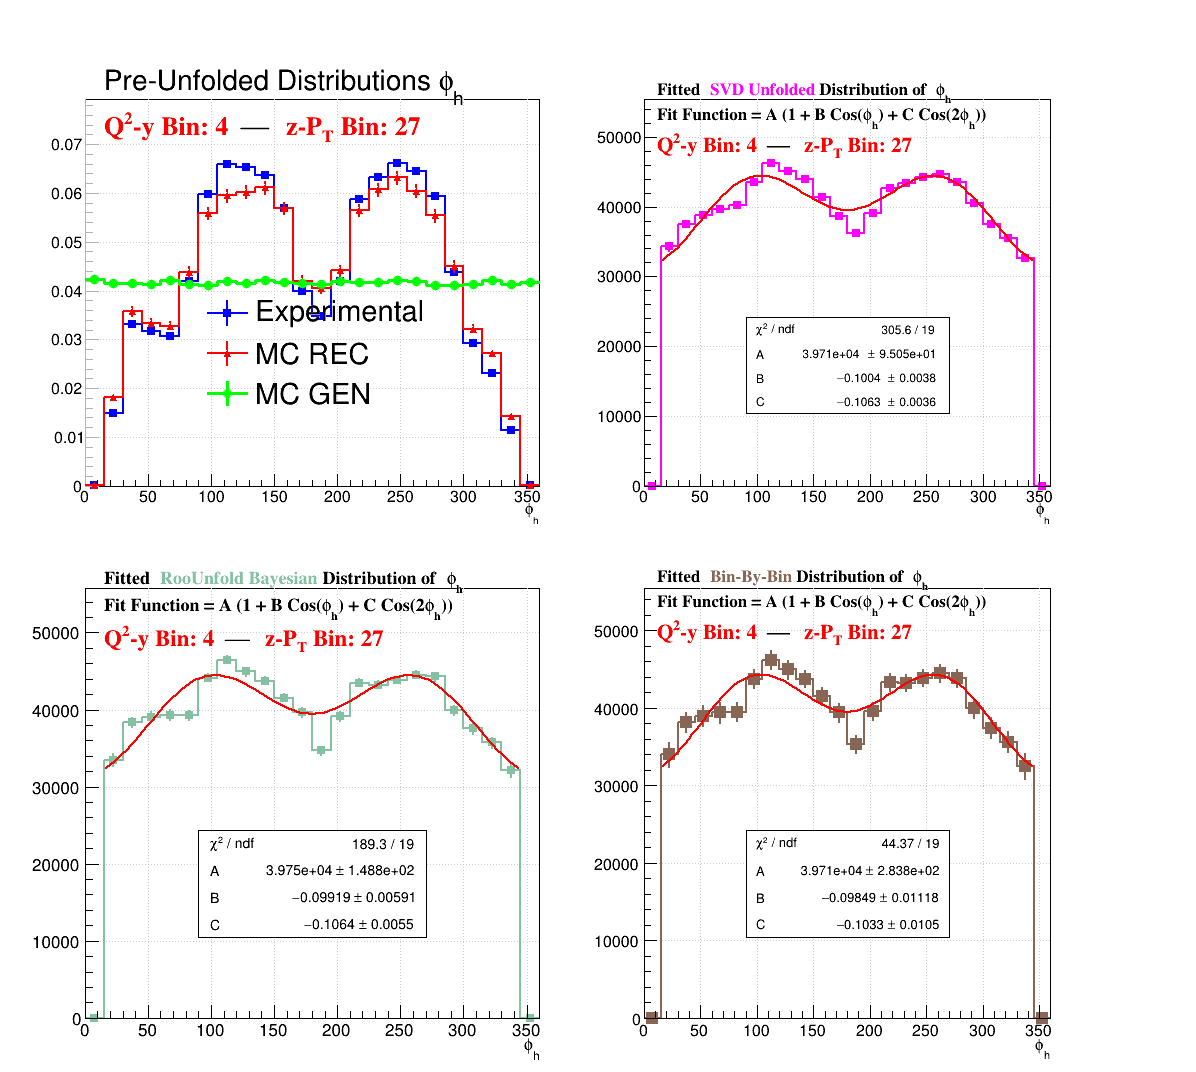 Pre-Unfolded Distributions ϕh
Q²-y Bin: 4 — z-PT Bin: 27
0.07
0.06
0.05
0.04
0.03
0.02
0.01
0
Experimental
MC REC
MC GEN
0 50 100 150 200 250 300 350
ϕh
Fitted SVD Unfolded Distribution of ϕh
Fit Function = A (1 + B Cos(ϕh) + C Cos(2ϕh))
Q²-y Bin: 4 — z-PT Bin: 27
50000
40000
30000
20000
10000
0
χ² / ndf 305.6 / 19
A 3.971e+04 ± 9.505e+01
B −0.1004 ± 0.0038
C −0.1063 ± 0.0036
0 50 100 150 200 250 300 350
ϕh
Fitted RooUnfold Bayesian Distribution of ϕh
Fit Function = A (1 + B Cos(ϕh) + C Cos(2ϕh))
Q²-y Bin: 4 — z-PT Bin: 27
50000
40000
30000
20000
10000
0
χ² / ndf 189.3 / 19
A 3.975e+04 ± 1.488e+02
B −0.09919 ± 0.00591
C −0.1064 ± 0.0055
0 50 100 150 200 250 300 350
ϕh
Fitted Bin-By-Bin Distribution of ϕh
Fit Function = A (1 + B Cos(ϕh) + C Cos(2ϕh))
Q²-y Bin: 4 — z-PT Bin: 27
50000
40000
30000
20000
10000
0
χ² / ndf 44.37 / 19
A 3.971e+04 ± 2.838e+02
B −0.09849 ± 0.01118
C −0.1033 ± 0.0105
0 50 100 150 200 250 300 350
ϕh